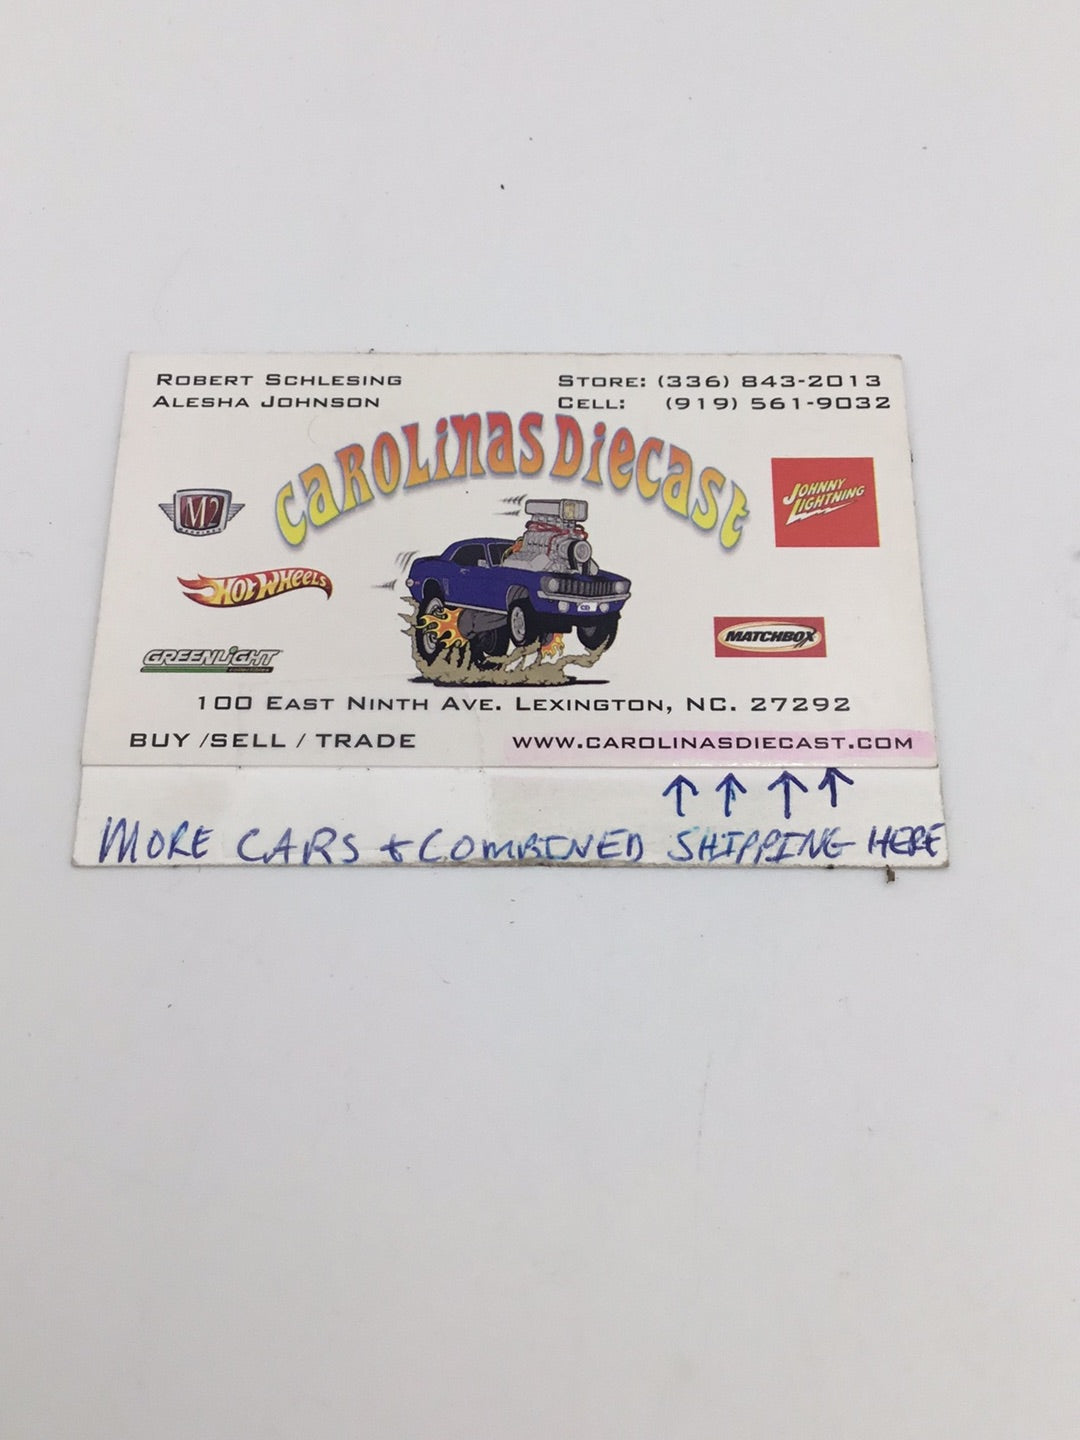 ROBERT SCHLESING
ALESHA JOHNSON
STORE: (336) 843-2013
CELL: (919) 561-9032
CAROLINAS DIECAST
M2
JOHNNY
LIGHTNING
HOT WHEELS
MATCHBOX
GREENLIGHT
CD
100 EAST NINTH AVE. LEXINGTON, NC. 27292
BUY /SELL / TRADE
WWW.CAROLINASDIECAST.COM
MORE CARS + COMBINED SHIPPING HERE